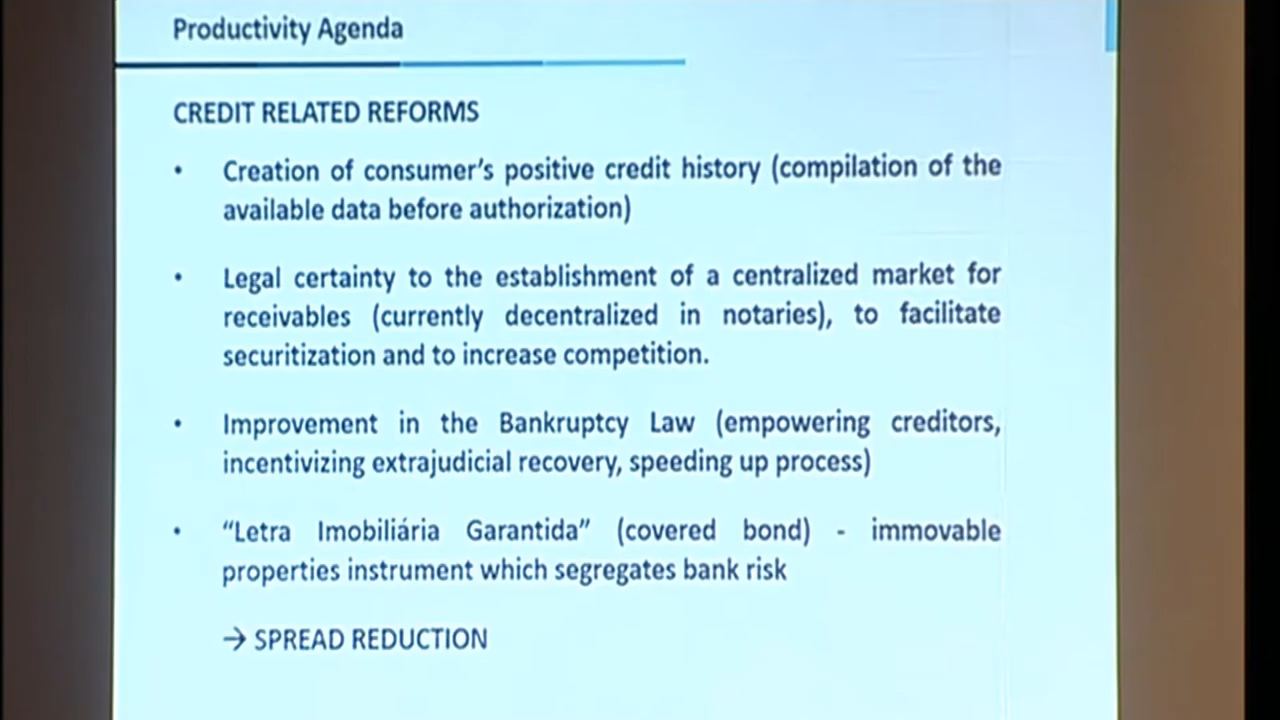 Productivity Agenda
CREDIT RELATED REFORMS
• Creation of consumer's positive credit history (compilation of the
available data before authorization)
• Legal certainty to the establishment of a centralized market for
receivables (currently decentralized in notaries), to facilitate
securitization and to increase competition.
• Improvement in the Bankruptcy Law (empowering creditors,
incentivizing extrajudicial recovery, speeding up process)
• “Letra Imobiliária Garantida” (covered bond) - immovable
properties instrument which segregates bank risk
→ SPREAD REDUCTION